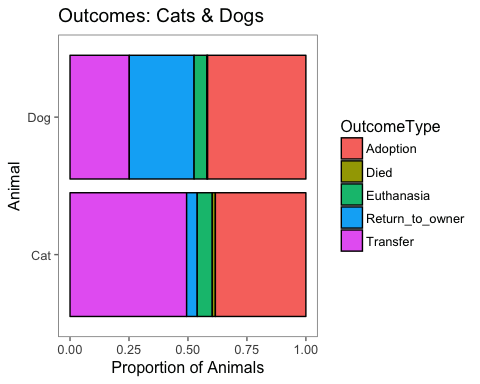 Outcomes: Cats & Dogs
Animal
Dog
Cat
0.00 0.25 0.50 0.75 1.00
Proportion of Animals
OutcomeType
Adoption
Died
Euthanasia
Return_to_owner
Transfer